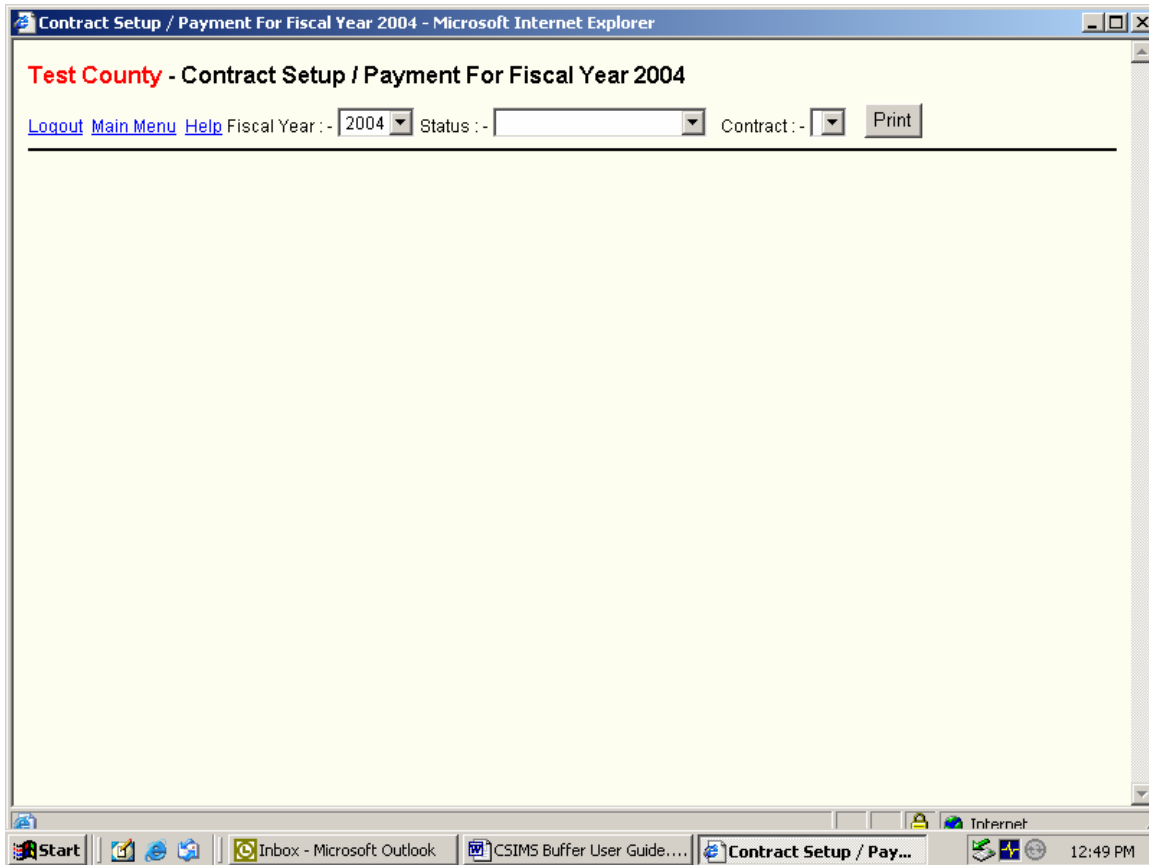 Contract Setup / Payment For Fiscal Year 2004 - Microsoft Internet Explorer
Test County - Contract Setup / Payment For Fiscal Year 2004
Logout Main Menu Help Fiscal Year : - 2004 Status : - Contract : - Print
Internet
Start Inbox - Microsoft Outlook CSIMS Buffer User Guide.... Contract Setup / Pay... 12:49 PM